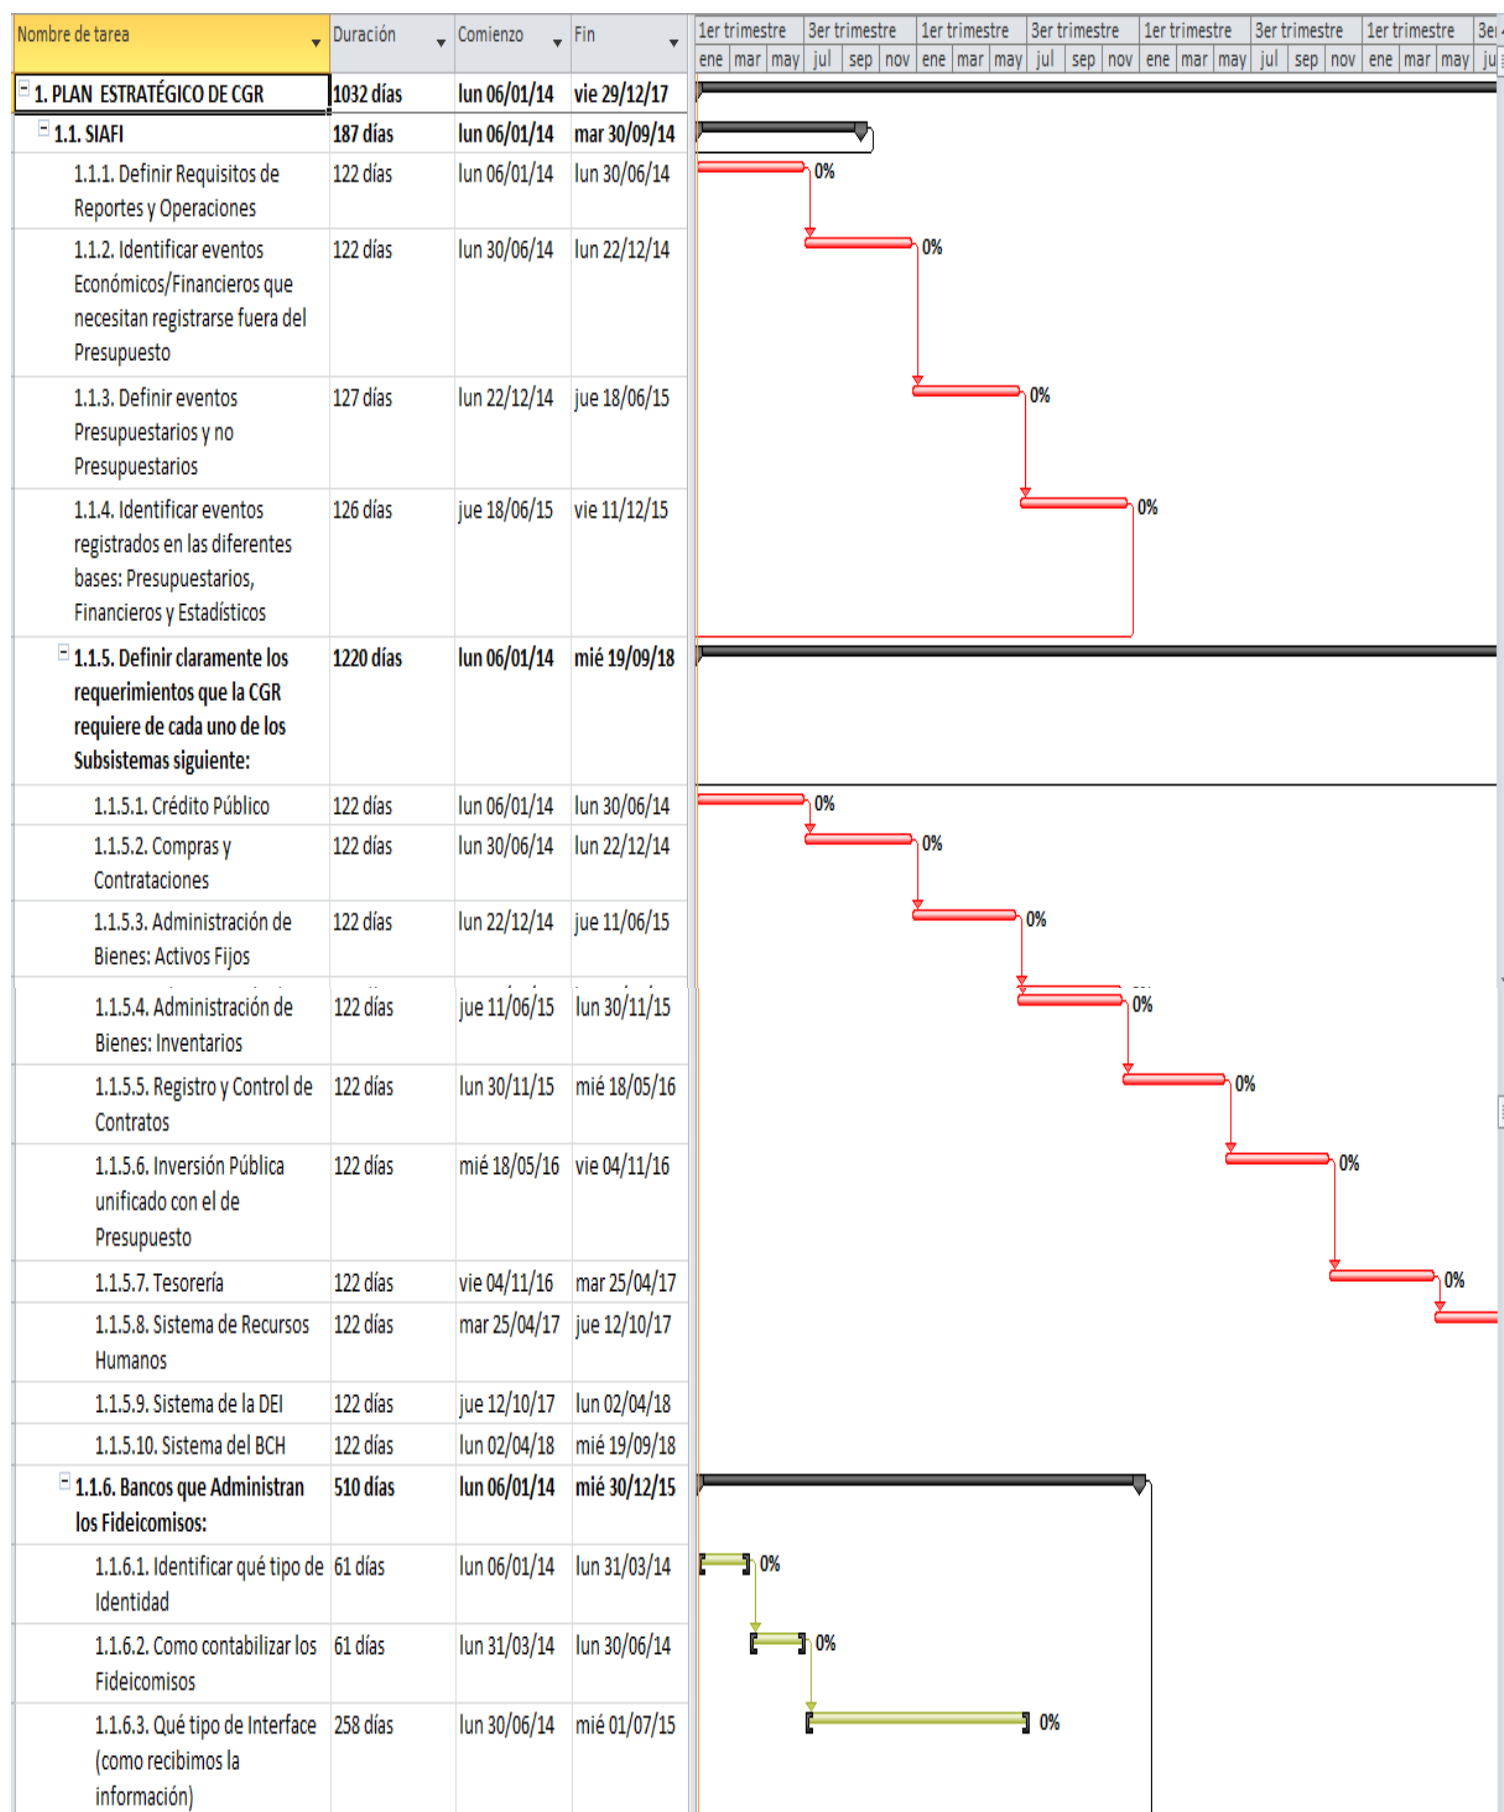 Nombre de tarea Duración Comienzo Fin 1er trimestre 3er trimestre 1er trimestre 3er trimestre 1er trimestre 3er trimestre 1er trimestre
ene mar may jul sep nov ene mar may jul sep nov ene mar may jul sep nov ene mar may
1. PLAN ESTRATÉGICO DE CGR 1032 días lun 06/01/14 vie 29/12/17
1.1. SIAFI 187 días lun 06/01/14 mar 30/09/14
1.1.1. Definir Requisitos de 122 días lun 06/01/14 lun 30/06/14 0%
Reportes y Operaciones
1.1.2. Identificar eventos 122 días lun 30/06/14 lun 22/12/14 0%
Económicos/Financieros que
necesitan registrarse fuera del
Presupuesto
1.1.3. Definir eventos 127 días lun 22/12/14 jue 18/06/15 0%
Presupuestarios y no
Presupuestarios
1.1.4. Identificar eventos 126 días jue 18/06/15 vie 11/12/15 0%
registrados en las diferentes
bases: Presupuestarios,
Financieros y Estadísticos
1.1.5. Definir claramente los 1220 días lun 06/01/14 mié 19/09/18
requerimientos que la CGR
requiere de cada uno de los
Subsistemas siguiente:
1.1.5.1. Crédito Público 122 días lun 06/01/14 lun 30/06/14 0%
1.1.5.2. Compras y 122 días lun 30/06/14 lun 22/12/14 0%
Contrataciones
1.1.5.3. Administración de 122 días lun 22/12/14 jue 11/06/15 0%
Bienes: Activos Fijos
1.1.5.4. Administración de 122 días jue 11/06/15 lun 30/11/15 0%
Bienes: Inventarios
1.1.5.5. Registro y Control de 122 días lun 30/11/15 mié 18/05/16 0%
Contratos
1.1.5.6. Inversión Pública 122 días mié 18/05/16 vie 04/11/16 0%
unificado con el de
Presupuesto
1.1.5.7. Tesorería 122 días vie 04/11/16 mar 25/04/17 0%
1.1.5.8. Sistema de Recursos 122 días mar 25/04/17 jue 12/10/17
Humanos
1.1.5.9. Sistema de la DEI 122 días jue 12/10/17 lun 02/04/18
1.1.5.10. Sistema del BCH 122 días lun 02/04/18 mié 19/09/18
1.1.6. Bancos que Administran 510 días lun 06/01/14 mié 30/12/15
los Fideicomisos:
1.1.6.1. Identificar qué tipo de 61 días lun 06/01/14 lun 31/03/14 0%
Identidad
1.1.6.2. Como contabilizar los 61 días lun 31/03/14 lun 30/06/14 0%
Fideicomisos
1.1.6.3. Qué tipo de Interface 258 días lun 30/06/14 mié 01/07/15 0%
(como recibimos la
información)